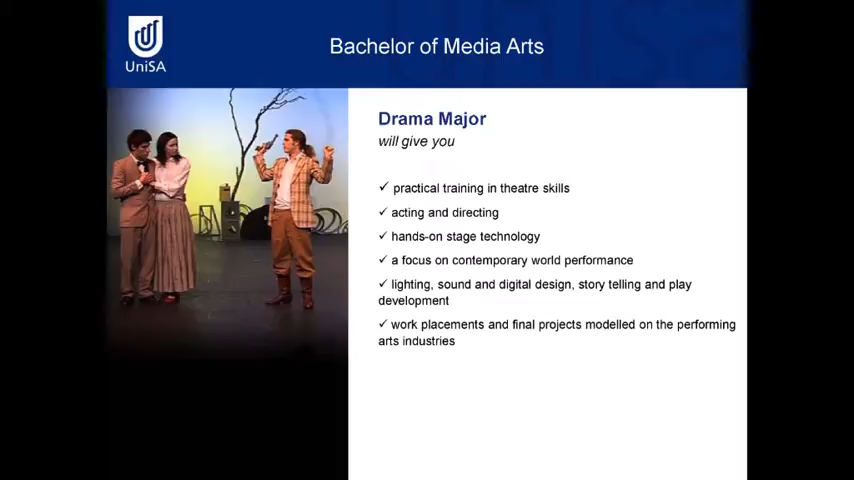 UniSA
Bachelor of Media Arts
Drama Major
will give you
✓ practical training in theatre skills
✓ acting and directing
✓ hands-on stage technology
✓ a focus on contemporary world performance
✓ lighting, sound and digital design, story telling and play
development
✓ work placements and final projects modelled on the performing
arts industries